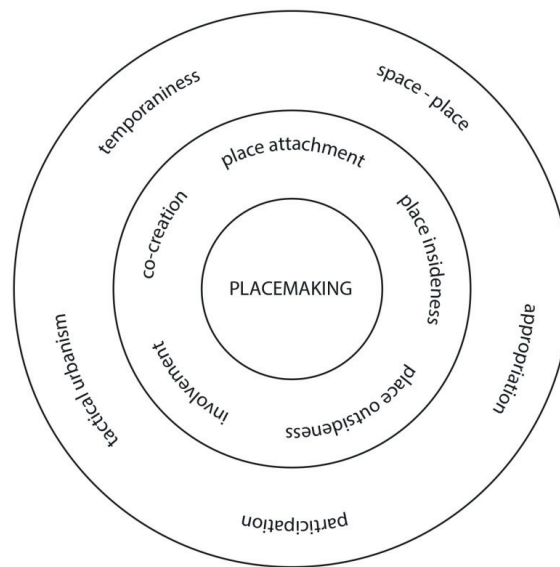 temporaniness
space - place
place attachment
co-creation
place insideness
PLACEMAKING
appropriation
tactical urbanism
involvement
place outsideness
participation